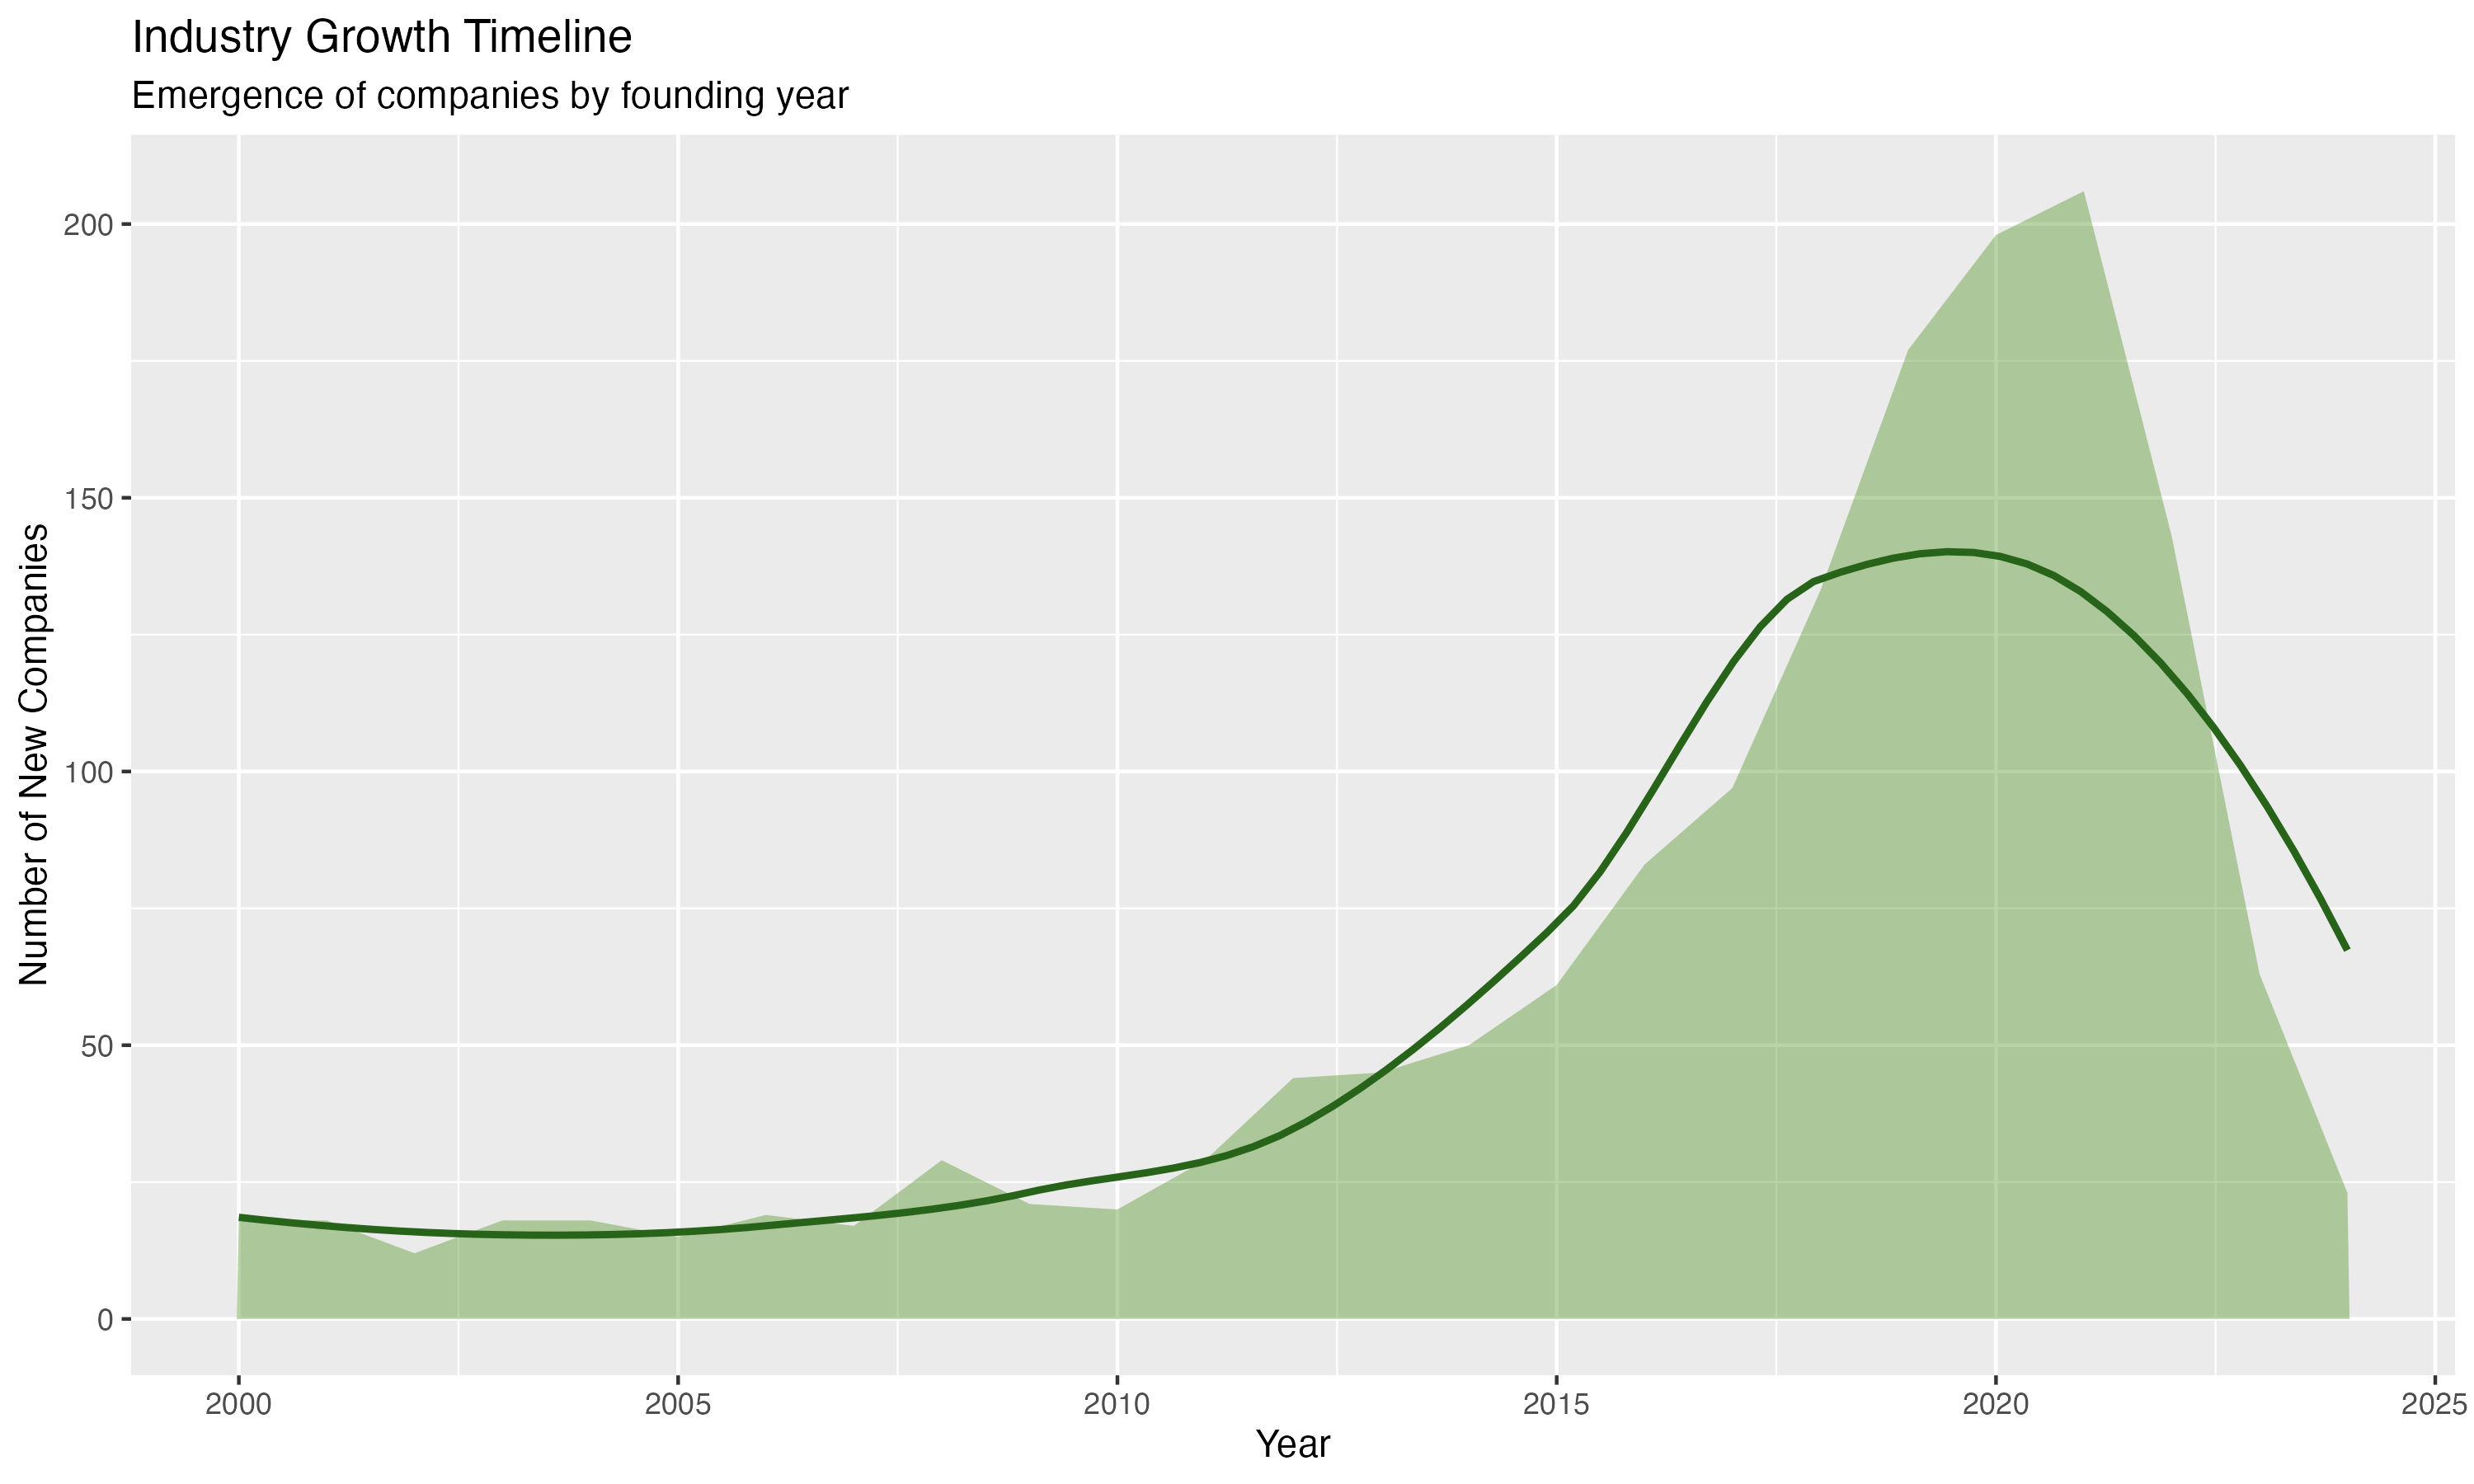 Industry Growth Timeline
Emergence of companies by founding year
Number of New Companies
200
150
100
50
0
2000 2005 2010 2015 2020 2025
Year